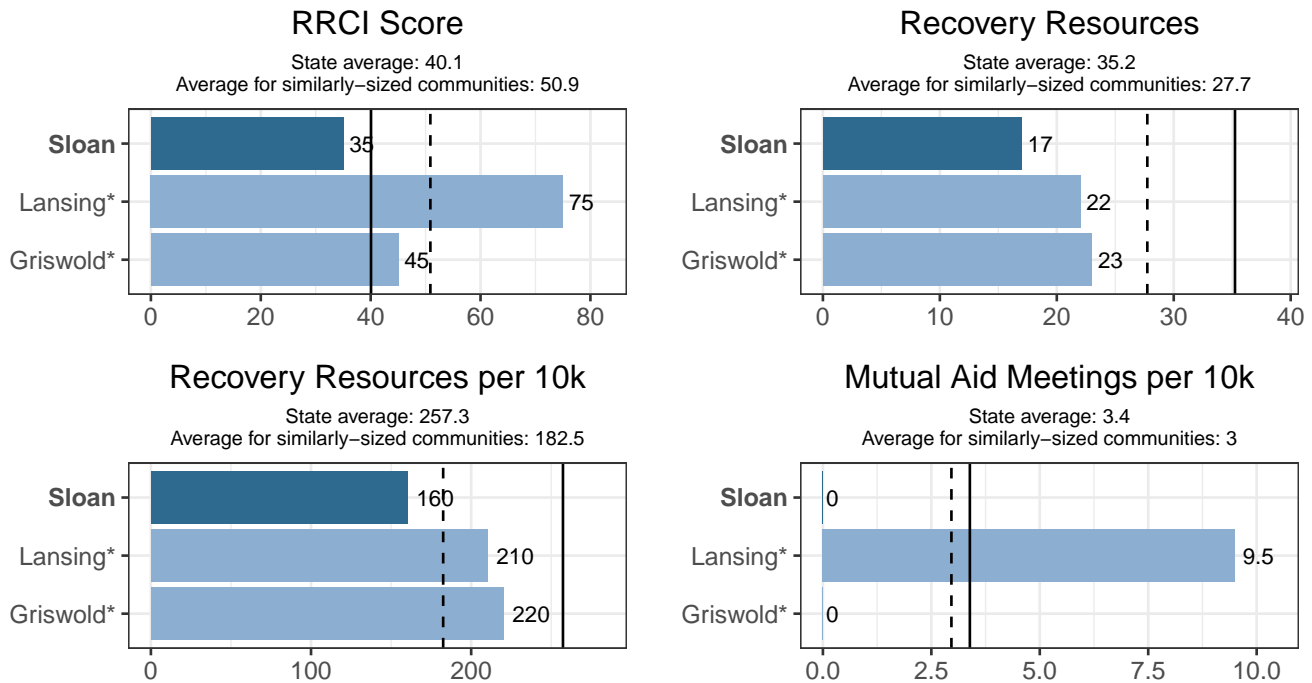 RRCI Score
State average: 40.1
Average for similarly−sized communities: 50.9
Sloan
35
Lansing*
75
Griswold*
45
0 20 40 60 80
Recovery Resources
State average: 35.2
Average for similarly−sized communities: 27.7
Sloan
17
Lansing*
22
Griswold*
23
0 10 20 30 40
Recovery Resources per 10k
State average: 257.3
Average for similarly−sized communities: 182.5
Sloan
160
Lansing*
210
Griswold*
220
0 100 200
Mutual Aid Meetings per 10k
State average: 3.4
Average for similarly−sized communities: 3
Sloan
0
Lansing*
9.5
Griswold*
0
0.0 2.5 5.0 7.5 10.0